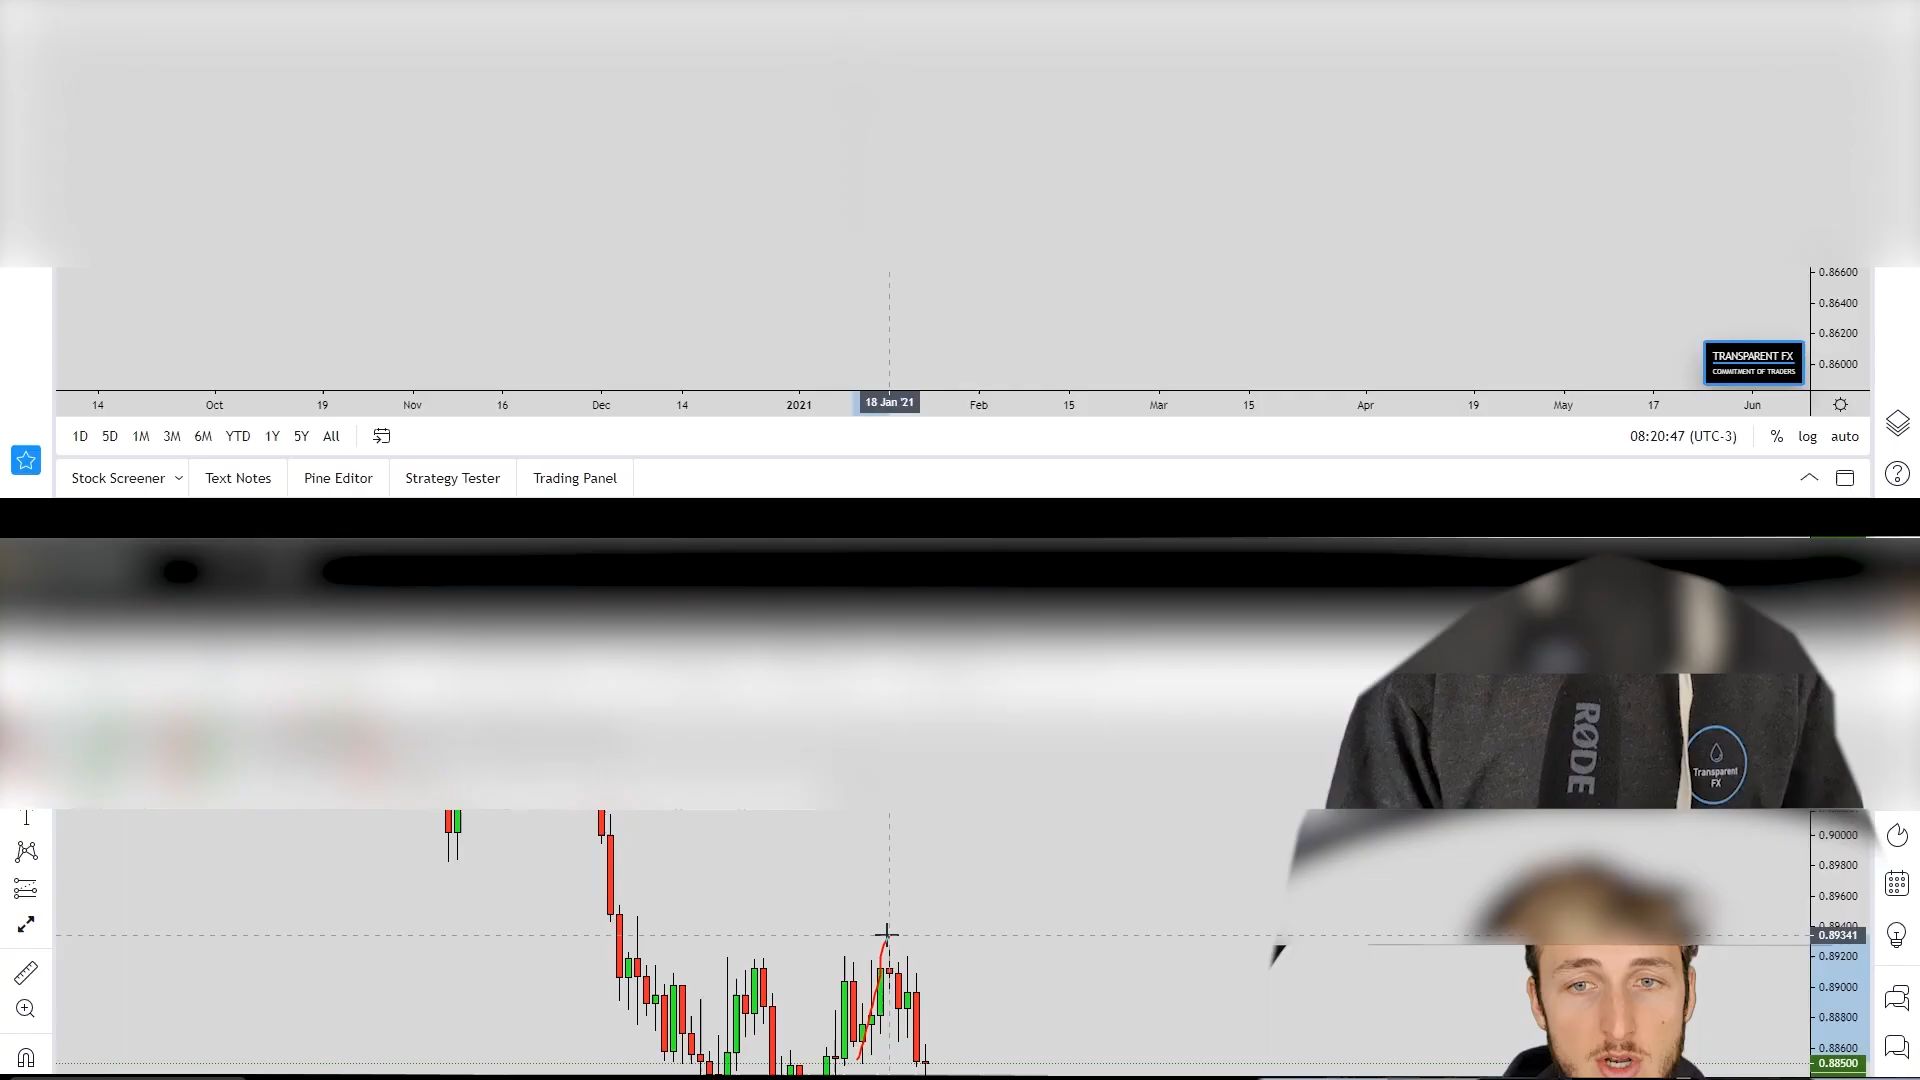 0.86600
0.86400
0.86200
0.86000
TRANSPARENT FX
COMMITMENT OF TRADERS
14 Oct 19 Nov 16 Dec 14 2021 18 Jan '21 Feb 15 Mar 15 Apr 19 May 17 Jun
1D 5D 1M 3M 6M YTD 1Y 5Y All 08:20:47 (UTC-3) % log auto
Stock Screener Text Notes Pine Editor Strategy Tester Trading Panel
RØDE
Transparent
FX
0.90000
0.89800
0.89600
0.89341
0.89200
0.89000
0.88800
0.88600
0.88500